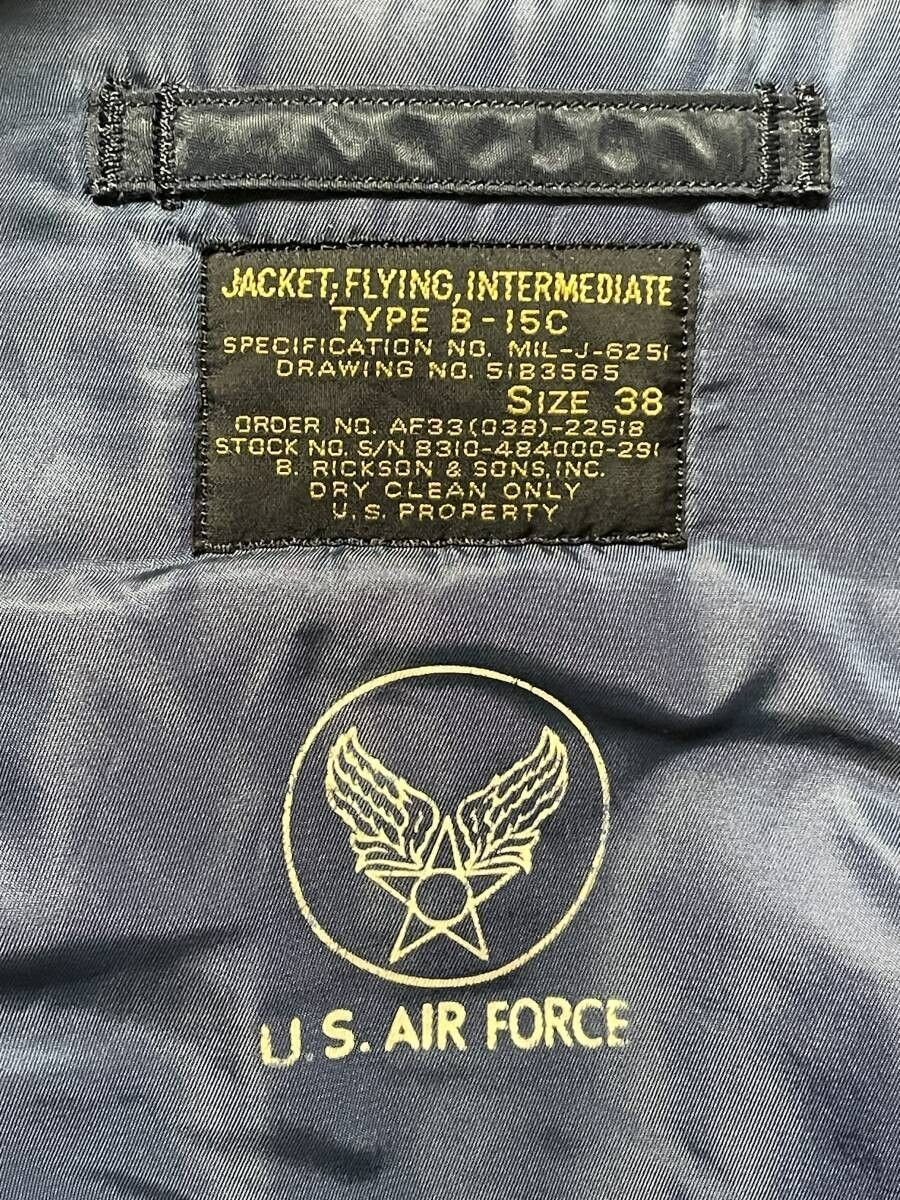 JACKET; FLYING, INTERMEDIATE
TYPE B-15C
SPECIFICATION NO. MIL-J-6251
DRAWING NO. 51B3565
SIZE 38
ORDER NO. AF33(038)-22518
STOCK NO. S/N 8310-484000-291
B. RICKSON & SONS, INC.
DRY CLEAN ONLY
U.S. PROPERTY
U.S. AIR FORCE